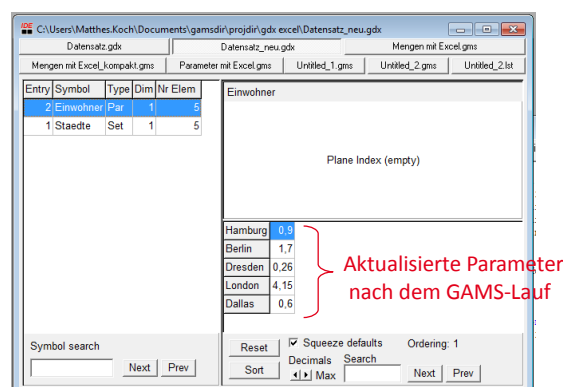 IDE C:\Users\Matthes.Koch\Documents\gamsdir\projdir\gdx excel\Datensatz_neu.gdx
Datensatz.gdx Datensatz_neu.gdx Mengen mit Excel.gms
Mengen mit Excel_kompakt.gms Parameter mit Excel.gms Untitled_1.gms Untitled_2.gms Untitled_2.lst
Entry Symbol Type Dim Nr Elem
2 Einwohner Par 1 5
1 Staedte Set 1 5
Einwohner
Plane Index (empty)
Hamburg 0,9
Berlin 1,7
Dresden 0,26
London 4,15
Dallas 0,6
Aktualisierte Parameter
nach dem GAMS-Lauf
Symbol search
Next Prev
Reset Squeeze defaults Ordering: 1
Decimals Search
Sort Max Next Prev